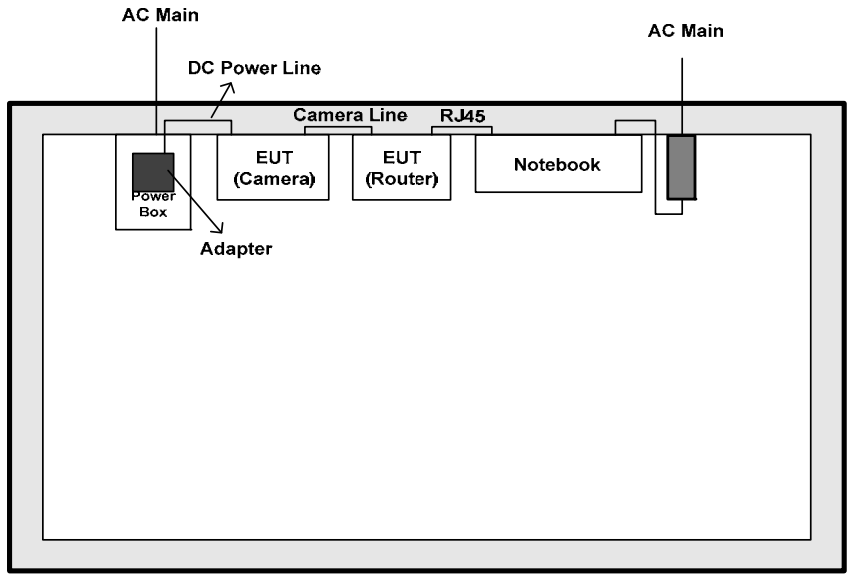 AC Main
AC Main
DC Power Line
Camera Line
RJ45
EUT
(Camera)
EUT
(Router)
Notebook
Power
Box
Adapter